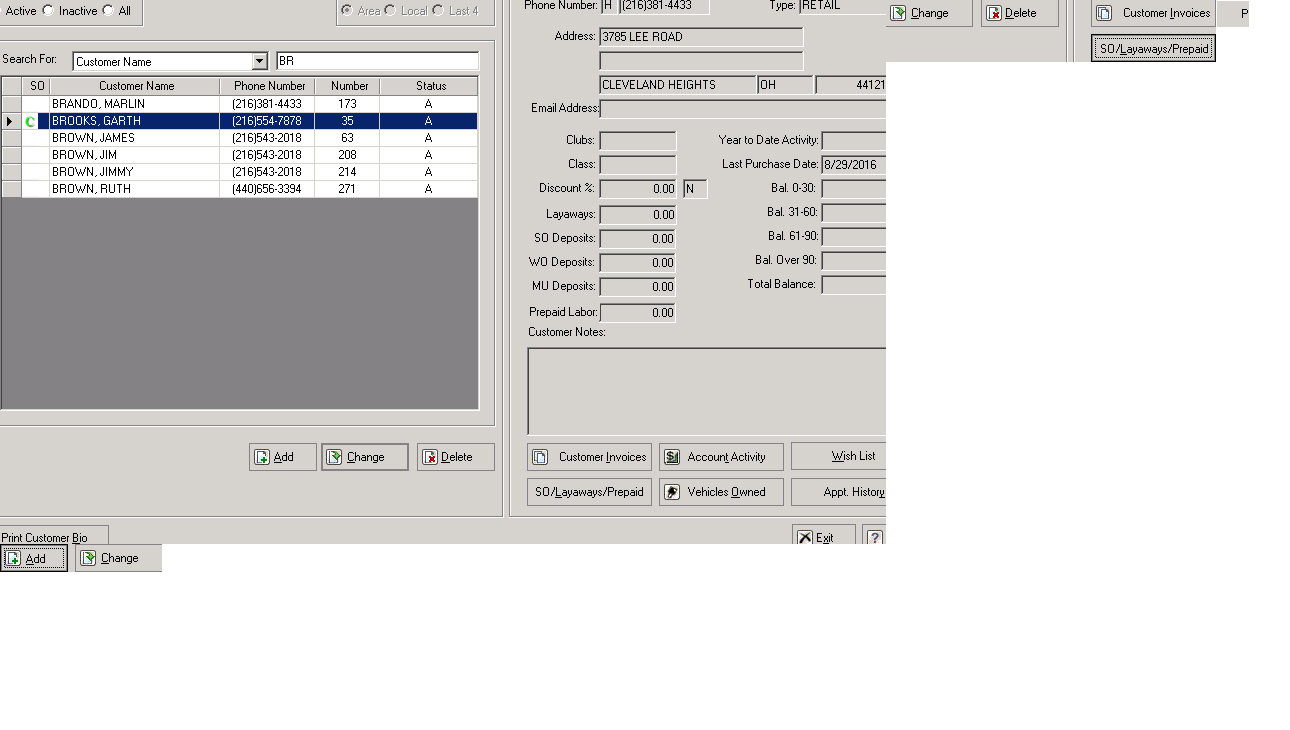 Active Inactive All Area Local Last 4
Phone Number: H (216)381-4433 Type: RETAIL
Change Delete Customer Invoices P
SO/Layaways/Prepaid
Search For: Customer Name BR
SO Customer Name Phone Number Number Status
BRANDO, MARLIN (216)381-4433 173 A
C BROOKS, GARTH (216)554-7878 35 A
BROWN, JAMES (216)543-2018 63 A
BROWN, JIM (216)543-2018 208 A
BROWN, JIMMY (216)543-2018 214 A
BROWN, RUTH (440)656-3394 271 A
Add Change Delete
Address: 3785 LEE ROAD
CLEVELAND HEIGHTS OH 44121
Email Address:
Clubs: Year to Date Activity:
Class: Last Purchase Date: 8/29/2016
Discount %: 0.00 N Bal. 0-30:
Layaways: 0.00 Bal. 31-60:
SO Deposits: 0.00 Bal. 61-90:
WO Deposits: 0.00 Bal. Over 90:
MU Deposits: 0.00 Total Balance:
Prepaid Labor: 0.00
Customer Notes:
Customer Invoices Account Activity Wish List
SO/Layaways/Prepaid Vehicles Owned Appt. History
Print Customer Bio Exit ?
Add Change